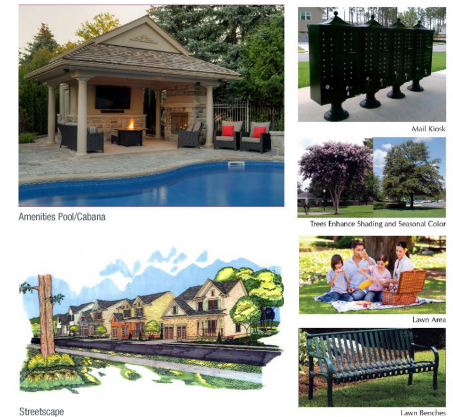 Mail Kiosk
Amenities Pool/Cabana
Trees Enhance Shading and Seasonal Color
Lawn Area
Streetscape
Lawn Benches